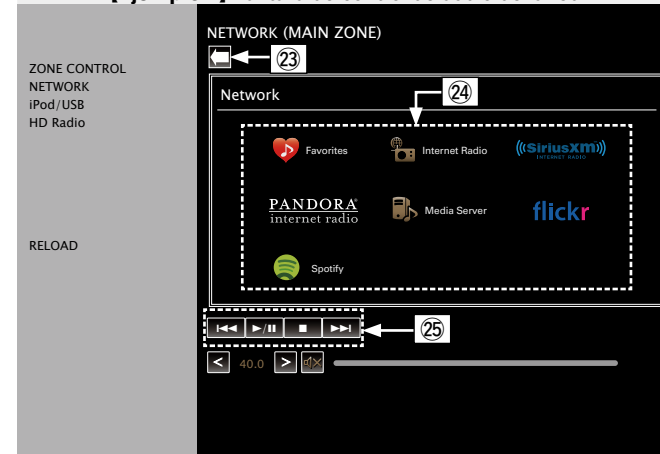 NETWORK (MAIN ZONE)
㉓
ZONE CONTROL
NETWORK
iPod/USB
HD Radio
RELOAD
Network
㉔
Favorites
Internet Radio
((SiriusXM))
INTERNET RADIO
PANDORA
internet radio
Media Server
flickr
Spotify
㉕
40.0